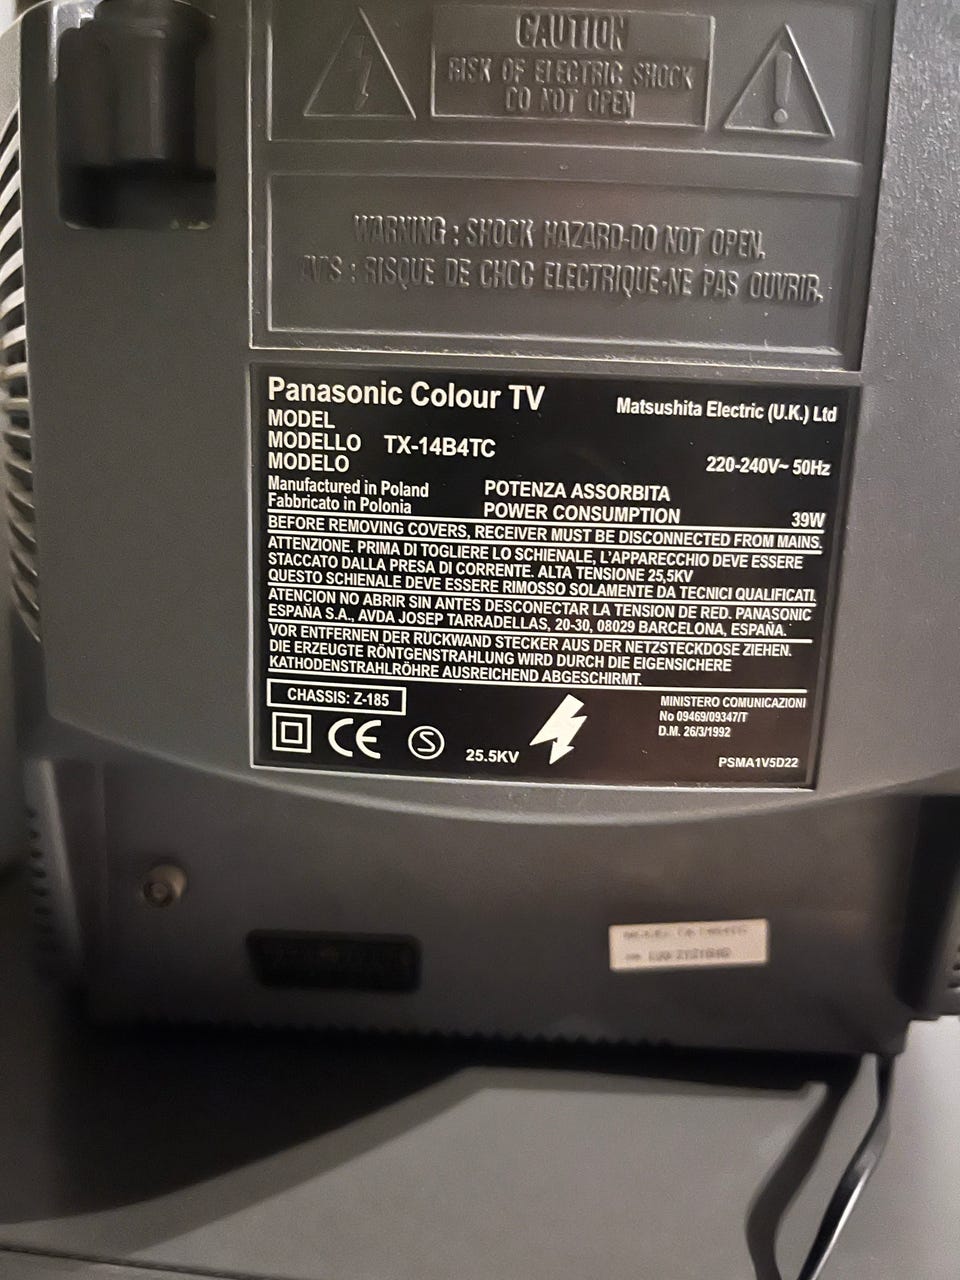 CAUTION
RISK OF ELECTRIC SHOCK
DO NOT OPEN
WARNING : SHOCK HAZARD-DO NOT OPEN.
AVIS : RISQUE DE CHOC ELECTRIQUE-NE PAS OUVRIR.
Panasonic Colour TV
Matsushita Electric (U.K.) Ltd
MODEL
MODELLO TX-14B4TC
MODELO
220-240V~ 50Hz
Manufactured in Poland
Fabbricato in Polonia
POTENZA ASSORBITA
POWER CONSUMPTION 39W
BEFORE REMOVING COVERS, RECEIVER MUST BE DISCONNECTED FROM MAINS.
ATTENZIONE. PRIMA DI TOGLIERE LO SCHIENALE, L'APPARECCHIO DEVE ESSERE
STACCATO DALLA PRESA DI CORRENTE. ALTA TENSIONE 25,5KV
QUESTO SCHIENALE DEVE ESSERE RIMOSSO SOLAMENTE DA TECNICI QUALIFICATI.
ATENCION NO ABRIR SIN ANTES DESCONECTAR LA TENSION DE RED. PANASONIC
ESPAÑA S.A., AVDA JOSEP TARRADELLAS, 20-30, 08029 BARCELONA, ESPAÑA.
VOR ENTFERNEN DER RÜCKWAND STECKER AUS DER NETZSTECKDOSE ZIEHEN.
DIE ERZEUGTE RÖNTGENSTRAHLUNG WIRD DURCH DIE EIGENSICHERE
KATHODENSTRAHLRÖHRE AUSREICHEND ABGESCHIRMT.
CHASSIS: Z-185
CE
S
25.5KV
MINISTERO COMUNICAZIONI
No 09469/09347/T
D.M. 26/3/1992
PSMA1V5D22